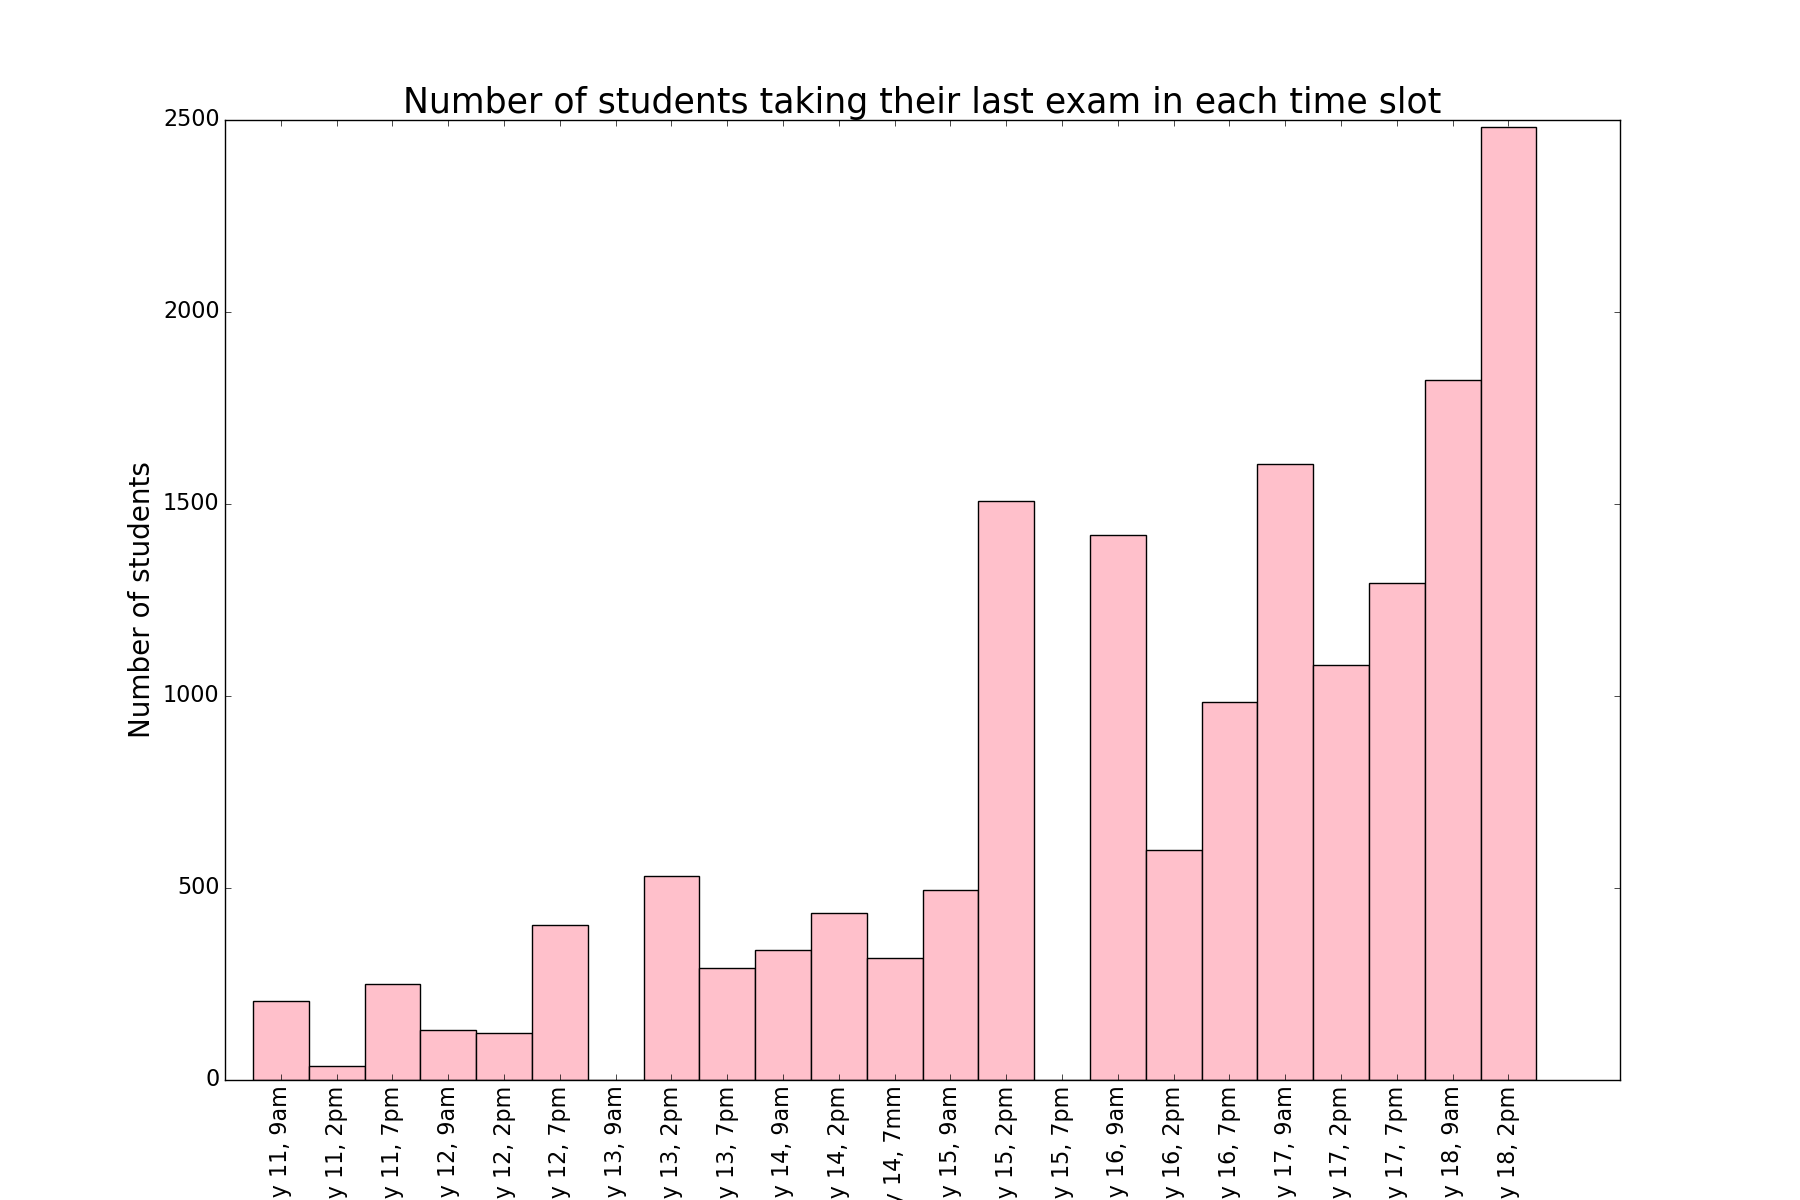 Number of students taking their last exam in each time slot
2500
2000
1500
1000
500
0
Number of students
y 11, 9am
y 11, 2pm
y 11, 7pm
y 12, 9am
y 12, 2pm
y 12, 7pm
y 13, 9am
y 13, 2pm
y 13, 7pm
y 14, 9am
y 14, 2pm
y 14, 7mm
y 15, 9am
y 15, 2pm
y 15, 7pm
y 16, 9am
y 16, 2pm
y 16, 7pm
y 17, 9am
y 17, 2pm
y 17, 7pm
y 18, 9am
y 18, 2pm